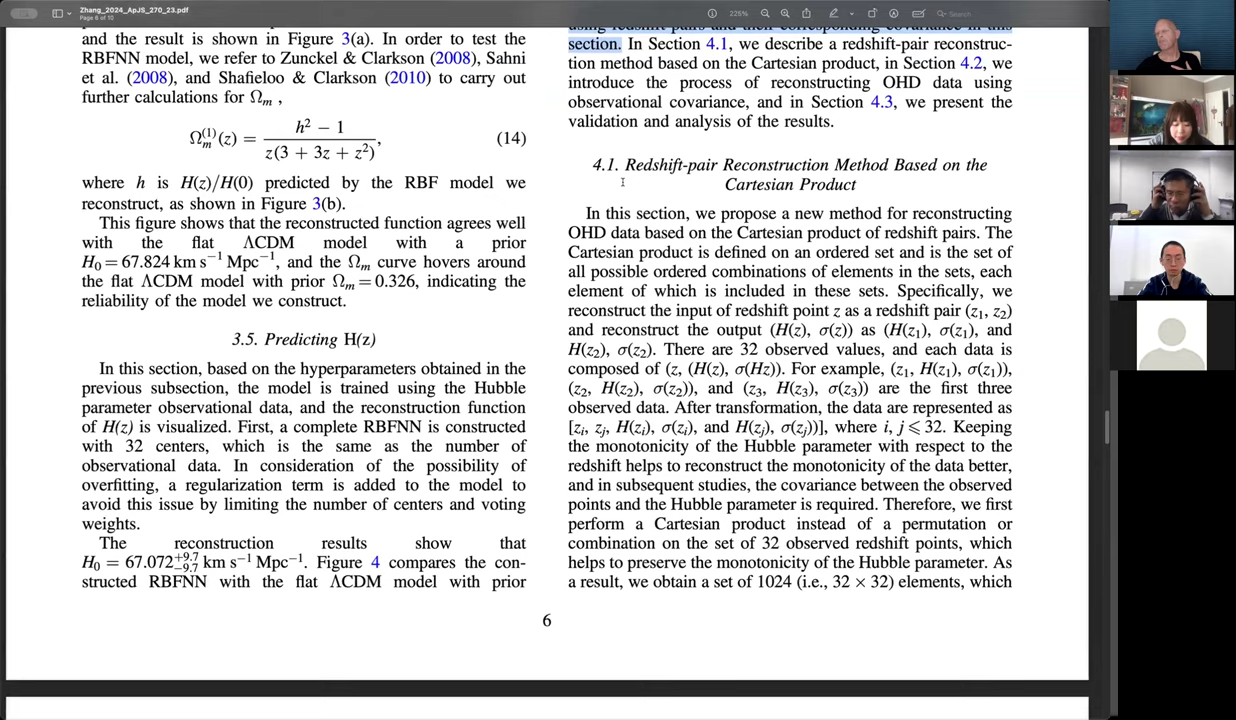 Zhang_2024_ApJS_270_23.pdf
Page 6 of 15
226%
Search
and the result is shown in Figure 3(a). In order to test the
RBFNN model, we refer to Zunckel & Clarkson (2008), Sahni
et al. (2008), and Shafieloo & Clarkson (2010) to carry out
further calculations for Ωm ,
Ωm(1)(z) = h² − 1 / z(3 + 3z + z²), (14)
where h is H(z)/H(0) predicted by the RBF model we
reconstruct, as shown in Figure 3(b).
This figure shows that the reconstructed function agrees well
with the flat ΛCDM model with a prior
H0 = 67.824 km s−1 Mpc−1, and the Ωm curve hovers around
the flat ΛCDM model with prior Ωm = 0.326, indicating the
reliability of the model we construct.
3.5. Predicting H(z)
In this section, based on the hyperparameters obtained in the
previous subsection, the model is trained using the Hubble
parameter observational data, and the reconstruction function
of H(z) is visualized. First, a complete RBFNN is constructed
with 32 centers, which is the same as the number of
observational data. In consideration of the possibility of
overfitting, a regularization term is added to the model to
avoid this issue by limiting the number of centers and voting
weights.
The reconstruction results show that
H0 = 67.072+9.7−9.7 km s−1 Mpc−1. Figure 4 compares the con-
structed RBFNN with the flat ΛCDM model with prior
using redshift pairs and their corresponding covariance in this
section. In Section 4.1, we describe a redshift-pair reconstruc-
tion method based on the Cartesian product, in Section 4.2, we
introduce the process of reconstructing OHD data using
observational covariance, and in Section 4.3, we present the
validation and analysis of the results.
4.1. Redshift-pair Reconstruction Method Based on the
Cartesian Product
In this section, we propose a new method for reconstructing
OHD data based on the Cartesian product of redshift pairs. The
Cartesian product is defined on an ordered set and is the set of
all possible ordered combinations of elements in the sets, each
element of which is included in these sets. Specifically, we
reconstruct the input of redshift point z as a redshift pair (z1, z2)
and reconstruct the output (H(z), σ(z)) as (H(z1), σ(z1), and
H(z2), σ(z2). There are 32 observed values, and each data is
composed of (z, (H(z), σ(Hz)). For example, (z1, H(z1), σ(z1)),
(z2, H(z2), σ(z2)), and (z3, H(z3), σ(z3)) are the first three
observed data. After transformation, the data are represented as
[zi, zj, H(zi), σ(zi), and H(zj), σ(zj))], where i, j ⩽ 32. Keeping
the monotonicity of the Hubble parameter with respect to the
redshift helps to reconstruct the monotonicity of the data better,
and in subsequent studies, the covariance between the observed
points and the Hubble parameter is required. Therefore, we first
perform a Cartesian product instead of a permutation or
combination on the set of 32 observed redshift points, which
helps to preserve the monotonicity of the Hubble parameter. As
a result, we obtain a set of 1024 (i.e., 32 × 32) elements, which
6